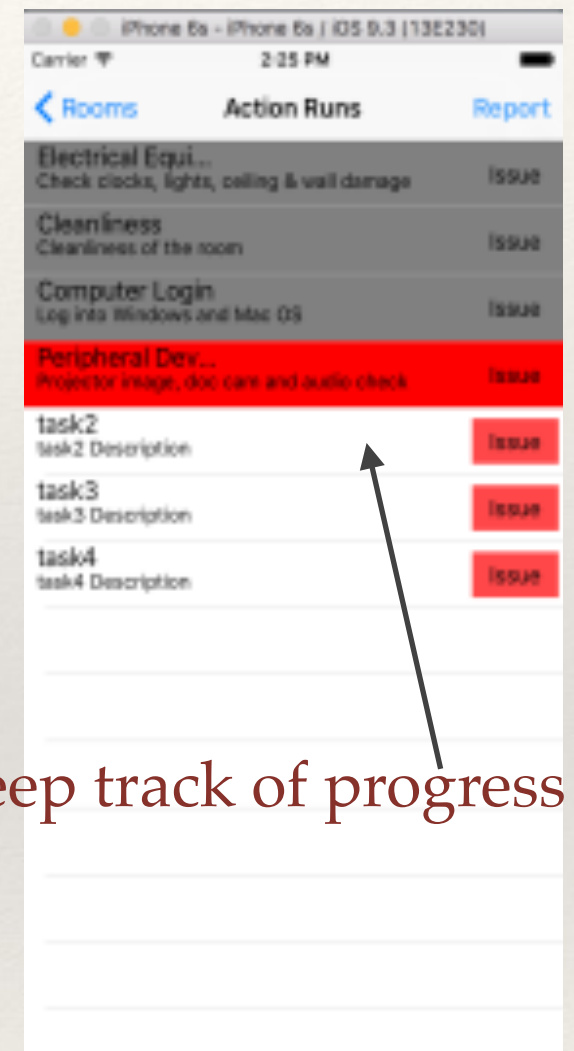 iPhone 6s - iPhone 6s / iOS 9.3 (13E230)
Carrier 2:25 PM
Rooms Action Runs Report
Electrical Equi...
Check clocks, lights, ceiling & wall damage Issue
Cleanliness
Cleanliness of the room Issue
Computer Login
Log into Windows and Mac OS Issue
Peripheral Dev...
Projector image, doc cam and audio check Issue
task2
task2 Description Issue
task3
task3 Description Issue
task4
task4 Description Issue
eep track of progress